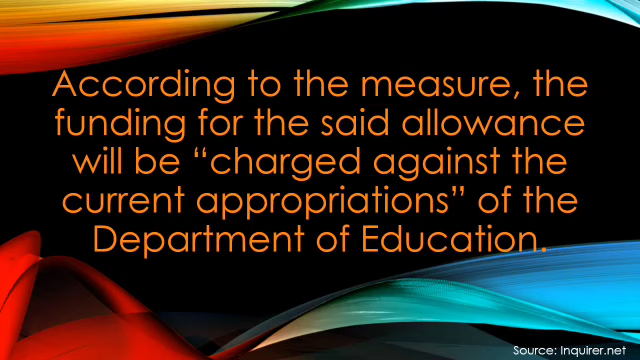 According to the measure, the
funding for the said allowance
will be “charged against the
current appropriations” of the
Department of Education.
Source: Inquirer.net